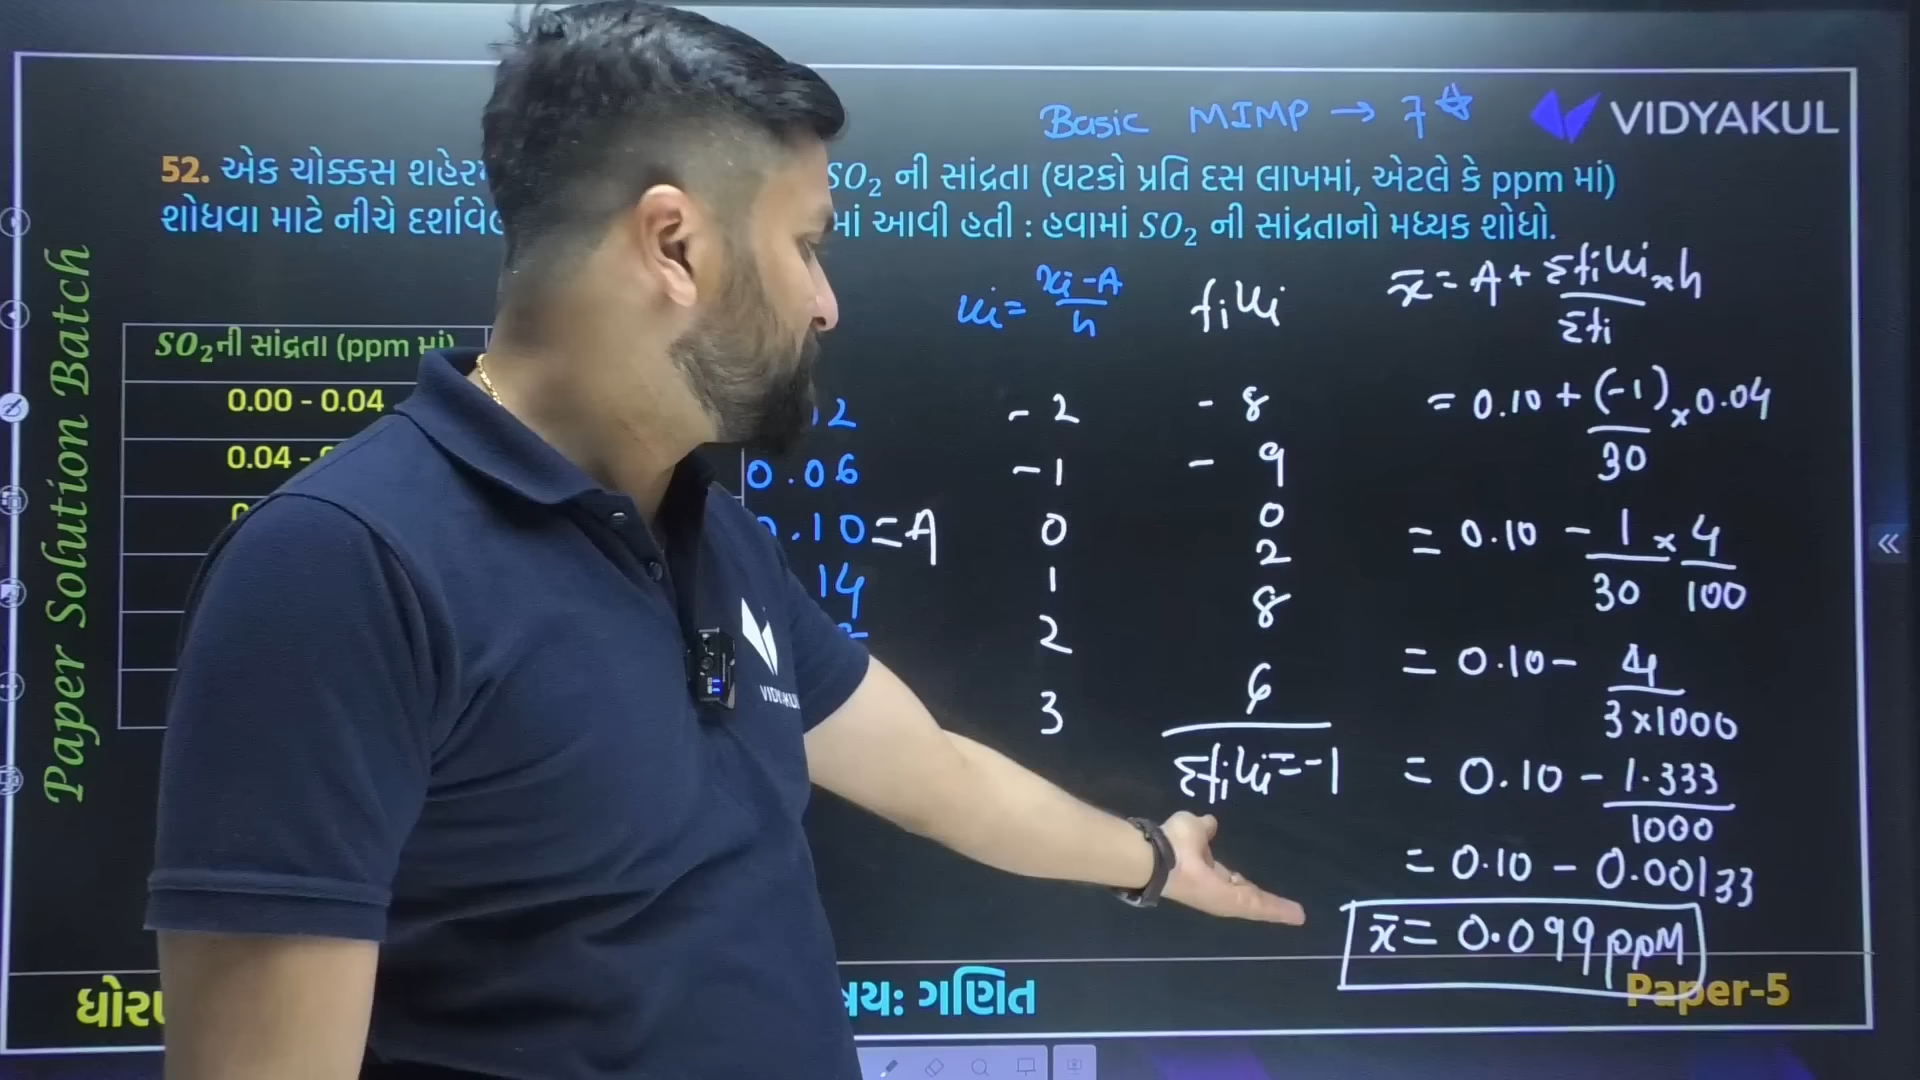 Basic MIMP → 7
VIDYAKUL
52. એક ચોક્કસ SO₂ ની સાંદ્રતા (ઘટકો પ્રતિ દસ લાખમાં, એટલે કે ppm માં)
શોધવા માટે નીચે આવી હતી : હવામાં SO₂ ની સાંદ્રતાનો મધ્યક શોધો.
Paper Solution Batch
SO₂ની સાંદ્રતા (ppm માં)
0.00 - 0.04
0.04 -
0.06
0.10 = A
14
uᵢ = (xᵢ - A)/h
-2
-1
0
1
2
3
fᵢuᵢ
-8
-9
0
2
8
6
Σfᵢuᵢ = -1
x̄ = A + Σfᵢuᵢ/Σfᵢ × h
= 0.10 + (-1)/30 × 0.04
= 0.10 - 1/30 × 4/100
= 0.10 - 4/(3×1000)
= 0.10 - 1.333/1000
= 0.10 - 0.00133
x̄ = 0.099 ppM
VIDYAKUL
ગણિત
Paper-5